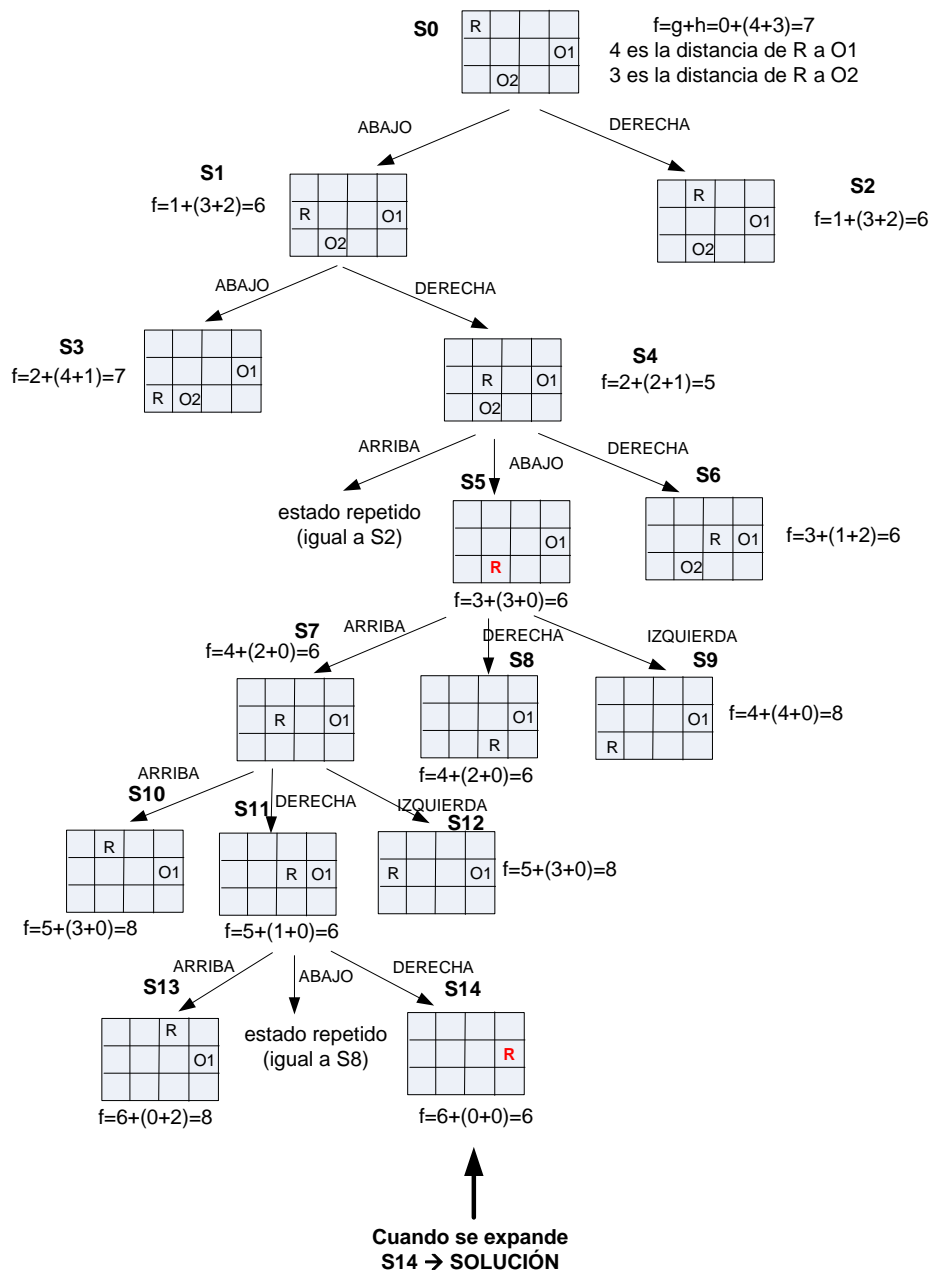 S0
R
O1
O2
f=g+h=0+(4+3)=7
4 es la distancia de R a O1
3 es la distancia de R a O2
ABAJO
DERECHA
S1
f=1+(3+2)=6
R
O1
O2
R
O1
O2
S2
f=1+(3+2)=6
ABAJO
DERECHA
S3
f=2+(4+1)=7
O1
R O2
R
O1
O2
S4
f=2+(2+1)=5
ARRIBA
ABAJO
DERECHA
estado repetido
(igual a S2)
S5
O1
R
f=3+(3+0)=6
S6
R O1
O2
f=3+(1+2)=6
ARRIBA
DERECHA
IZQUIERDA
S7
f=4+(2+0)=6
R
O1
S8
O1
R
f=4+(2+0)=6
S9
O1
R
f=4+(4+0)=8
ARRIBA
DERECHA
IZQUIERDA
S10
R
O1
f=5+(3+0)=8
S11
R O1
f=5+(1+0)=6
S12
R
O1
f=5+(3+0)=8
ARRIBA
ABAJO
DERECHA
S13
R
O1
f=6+(0+2)=8
estado repetido
(igual a S8)
S14
R
f=6+(0+0)=6
Cuando se expande
S14 → SOLUCIÓN